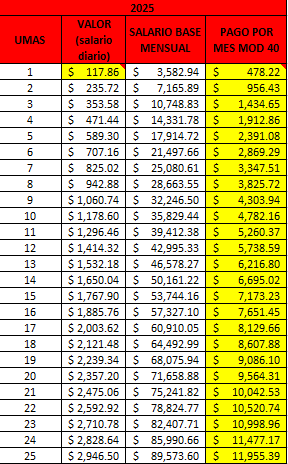 2025
UMAS VALOR (salario diario) SALARIO BASE MENSUAL PAGO POR MES MOD 40
1 $ 117.86 $ 3,582.94 $ 478.22
2 $ 235.72 $ 7,165.89 $ 956.43
3 $ 353.58 $ 10,748.83 $ 1,434.65
4 $ 471.44 $ 14,331.78 $ 1,912.86
5 $ 589.30 $ 17,914.72 $ 2,391.08
6 $ 707.16 $ 21,497.66 $ 2,869.29
7 $ 825.02 $ 25,080.61 $ 3,347.51
8 $ 942.88 $ 28,663.55 $ 3,825.72
9 $ 1,060.74 $ 32,246.50 $ 4,303.94
10 $ 1,178.60 $ 35,829.44 $ 4,782.16
11 $ 1,296.46 $ 39,412.38 $ 5,260.37
12 $ 1,414.32 $ 42,995.33 $ 5,738.59
13 $ 1,532.18 $ 46,578.27 $ 6,216.80
14 $ 1,650.04 $ 50,161.22 $ 6,695.02
15 $ 1,767.90 $ 53,744.16 $ 7,173.23
16 $ 1,885.76 $ 57,327.10 $ 7,651.45
17 $ 2,003.62 $ 60,910.05 $ 8,129.66
18 $ 2,121.48 $ 64,492.99 $ 8,607.88
19 $ 2,239.34 $ 68,075.94 $ 9,086.10
20 $ 2,357.20 $ 71,658.88 $ 9,564.31
21 $ 2,475.06 $ 75,241.82 $ 10,042.53
22 $ 2,592.92 $ 78,824.77 $ 10,520.74
23 $ 2,710.78 $ 82,407.71 $ 10,998.96
24 $ 2,828.64 $ 85,990.66 $ 11,477.17
25 $ 2,946.50 $ 89,573.60 $ 11,955.39